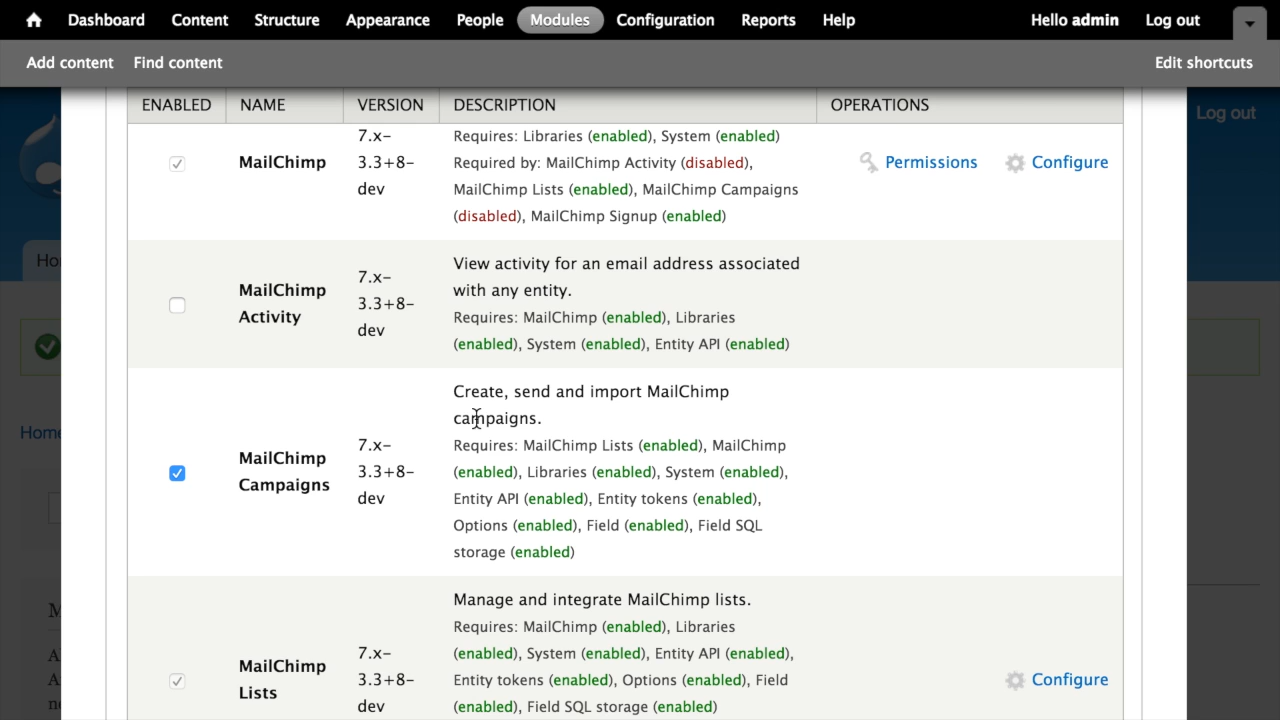 Dashboard Content Structure Appearance People Modules Configuration Reports Help Hello admin Log out
Add content Find content Edit shortcuts
Log out
Home
ENABLED NAME VERSION DESCRIPTION OPERATIONS
MailChimp
7.x-
3.3+8-
dev
Requires: Libraries (enabled), System (enabled)
Required by: MailChimp Activity (disabled),
MailChimp Lists (enabled), MailChimp Campaigns
(disabled), MailChimp Signup (enabled)
Permissions Configure
MailChimp
Activity
7.x-
3.3+8-
dev
View activity for an email address associated
with any entity.
Requires: MailChimp (enabled), Libraries
(enabled), System (enabled), Entity API (enabled)
MailChimp
Campaigns
7.x-
3.3+8-
dev
Create, send and import MailChimp
campaigns.
Requires: MailChimp Lists (enabled), MailChimp
(enabled), Libraries (enabled), System (enabled),
Entity API (enabled), Entity tokens (enabled),
Options (enabled), Field (enabled), Field SQL
storage (enabled)
MailChimp
Lists
7.x-
3.3+8-
dev
Manage and integrate MailChimp lists.
Requires: MailChimp (enabled), Libraries
(enabled), System (enabled), Entity API (enabled),
Entity tokens (enabled), Options (enabled), Field
(enabled), Field SQL storage (enabled)
Configure